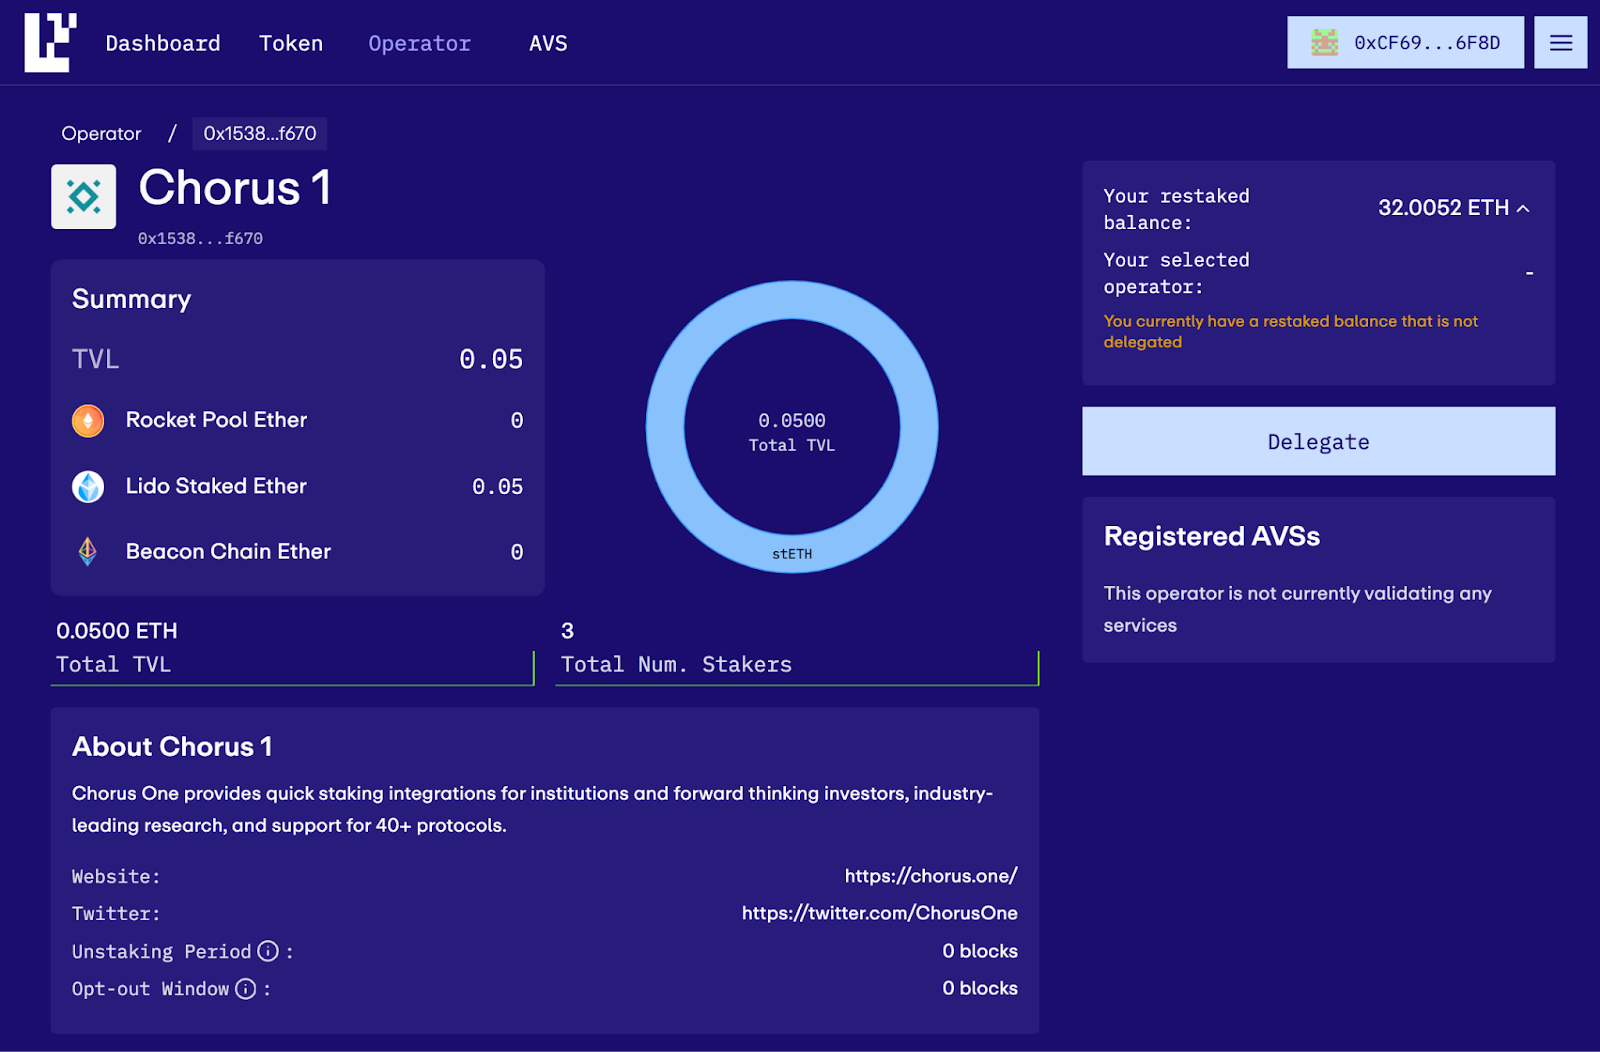 Dashboard Token Operator AVS 0xCF69...6F8D
Operator / 0x1538...f670
Chorus 1
0x1538...f670
Summary
TVL 0.05
Rocket Pool Ether 0
Lido Staked Ether 0.05
Beacon Chain Ether 0
0.0500
Total TVL
stETH
0.0500 ETH
Total TVL
3
Total Num. Stakers
About Chorus 1
Chorus One provides quick staking integrations for institutions and forward thinking investors, industry-
leading research, and support for 40+ protocols.
Website: https://chorus.one/
Twitter: https://twitter.com/ChorusOne
Unstaking Period : 0 blocks
Opt-out Window : 0 blocks
Your restaked
balance: 32.0052 ETH
Your selected
operator: -
You currently have a restaked balance that is not
delegated
Delegate
Registered AVSs
This operator is not currently validating any
services